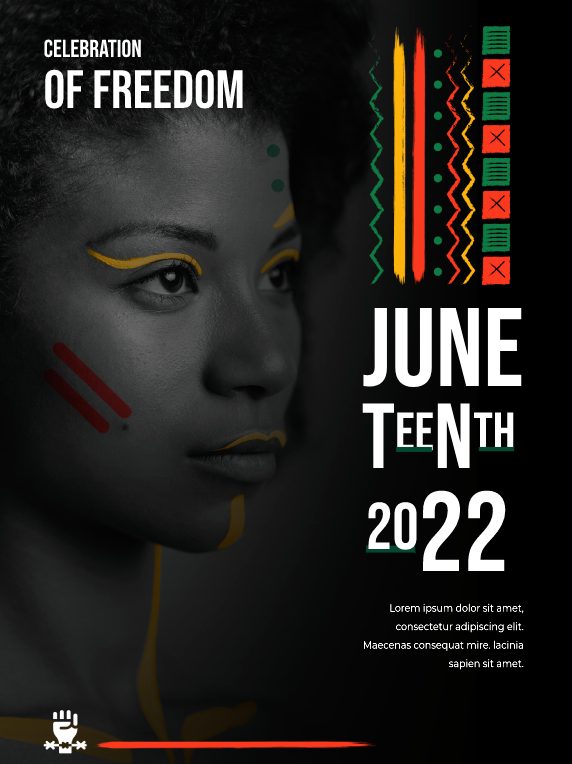 CELEBRATION
OF FREEDOM
JUNE
TEENTH
2022
Lorem ipsum dolor sit amet,
consectetur adipiscing elit.
Maecenas consequat mire. lacinia
sapien sit amet.